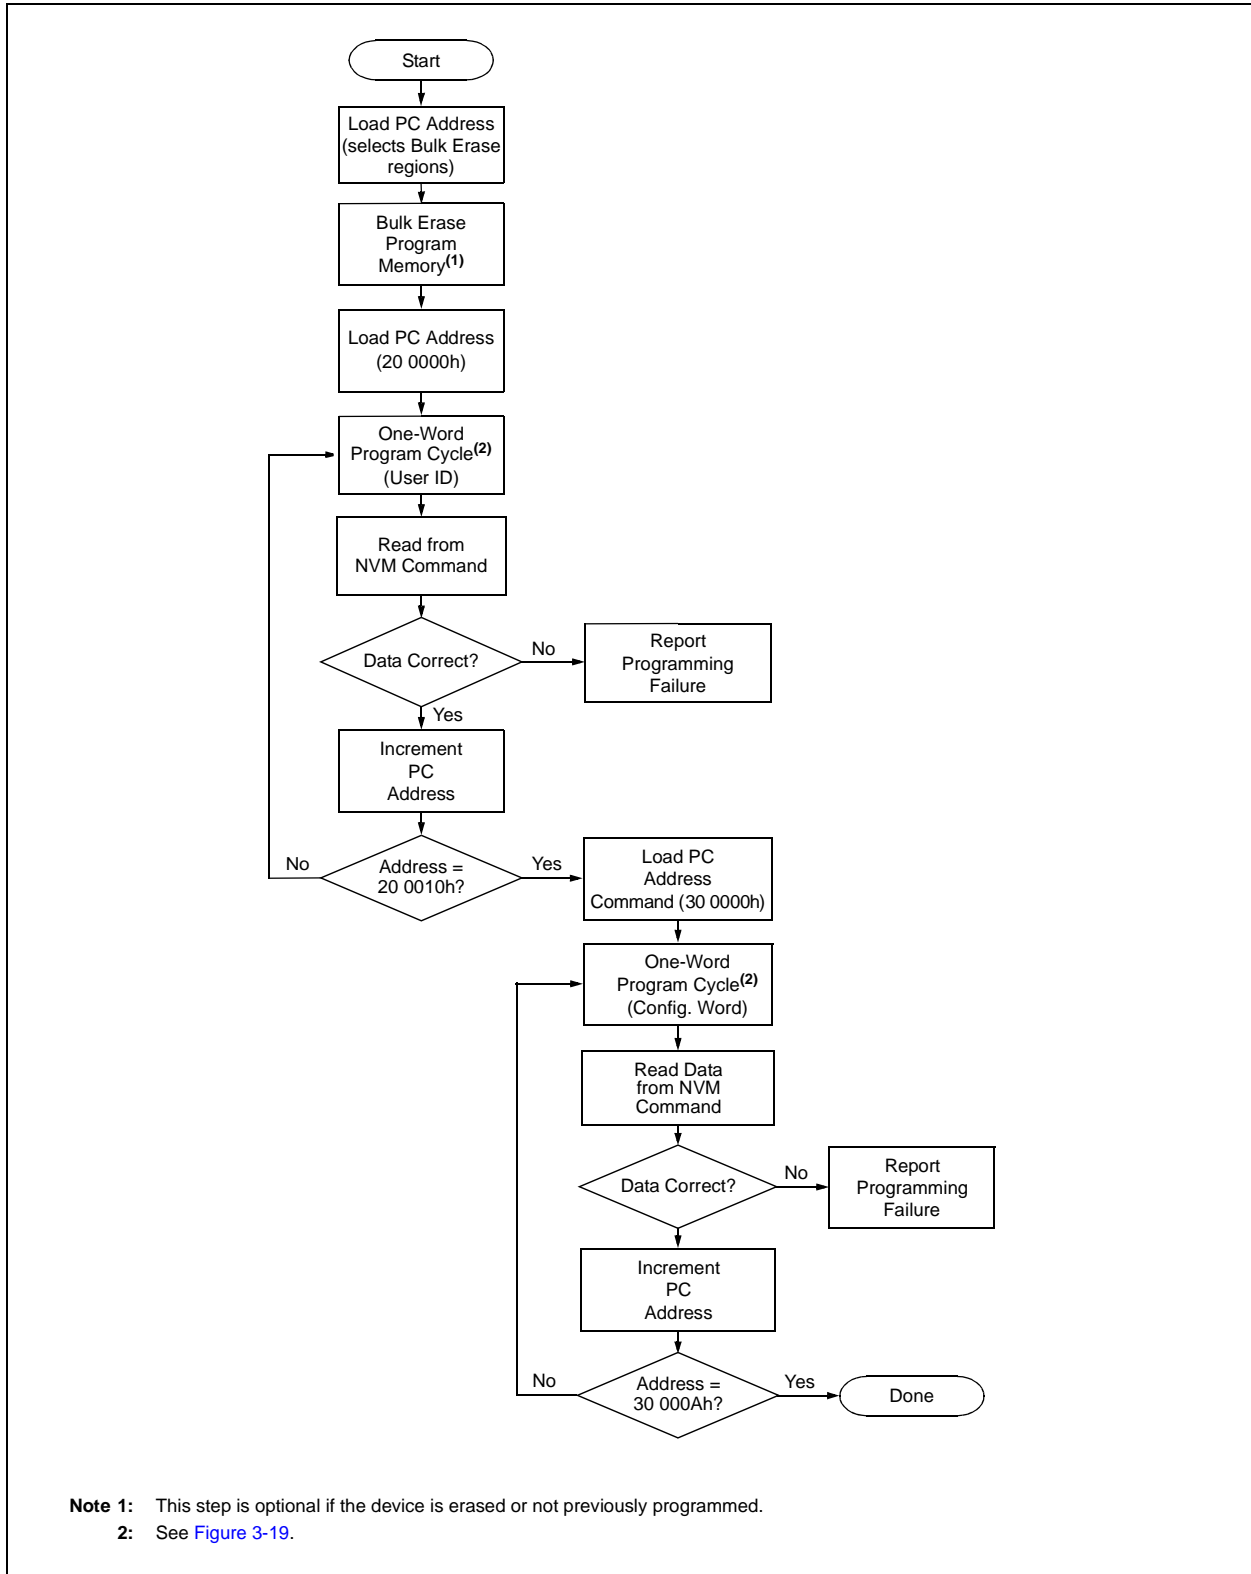 Start
Load PC Address
(selects Bulk Erase
regions)
Bulk Erase
Program
Memory(1)
Load PC Address
(20 0000h)
One-Word
Program Cycle(2)
(User ID)
Read from
NVM Command
Data Correct?
No
Report
Programming
Failure
Yes
Increment
PC
Address
No
Address =
20 0010h?
Yes
Load PC
Address
Command (30 0000h)
One-Word
Program Cycle(2)
(Config. Word)
Read Data
from NVM
Command
Data Correct?
No
Report
Programming
Failure
Increment
PC
Address
No
Address =
30 000Ah?
Yes
Done
Note 1: This step is optional if the device is erased or not previously programmed.
2: See Figure 3-19.